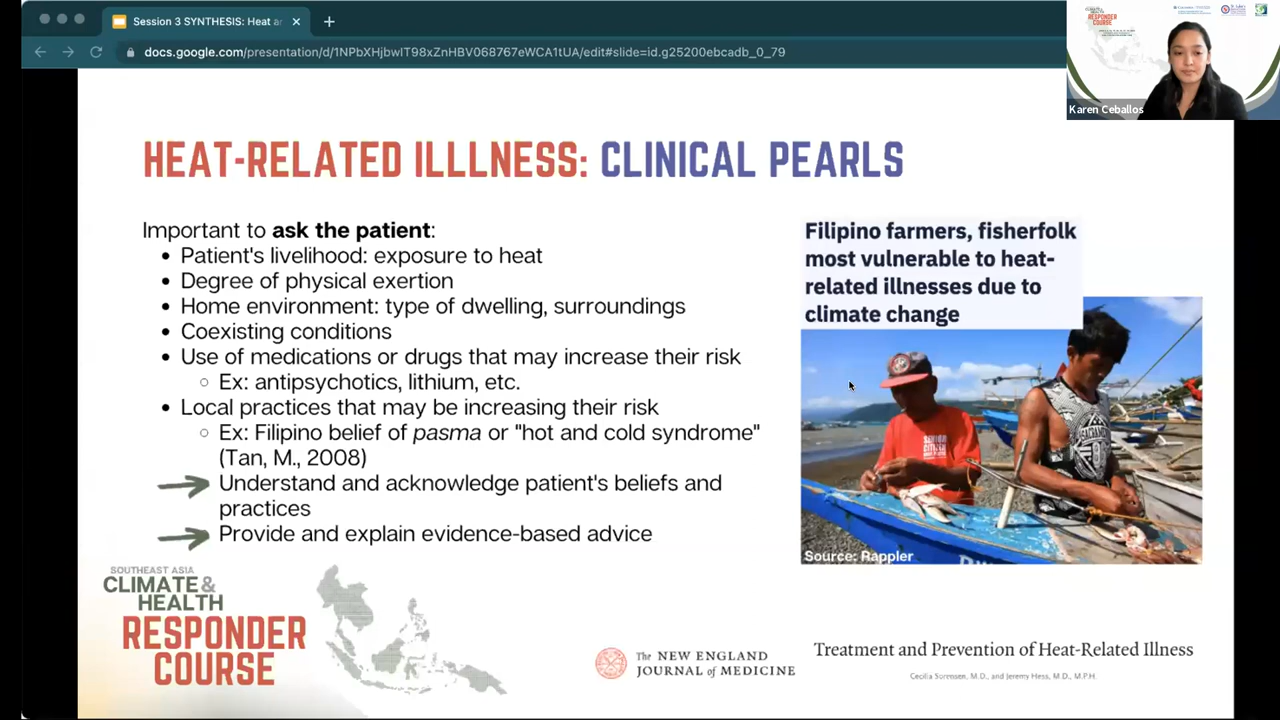 Session 3 SYNTHESIS: Heat ar
docs.google.com/presentation/d/1NPbXHjbwUT9vkZnHBV068767eWCA1tUA/edit#slide=id.g25200ebcadb_0_79
RESPONDER
COURSE
Karen Ceballos
HEAT-RELATED ILLLNESS: CLINICAL PEARLS
Important to ask the patient:
• Patient's livelihood: exposure to heat
• Degree of physical exertion
• Home environment: type of dwelling, surroundings
• Coexisting conditions
• Use of medications or drugs that may increase their risk
○ Ex: antipsychotics, lithium, etc.
• Local practices that may be increasing their risk
○ Ex: Filipino belief of pasma or "hot and cold syndrome"
(Tan, M., 2008)
Understand and acknowledge patient's beliefs and
practices
Provide and explain evidence-based advice
Filipino farmers, fisherfolk
most vulnerable to heat-
related illnesses due to
climate change
SENIOR
CITIZEN
Source: Rappler
SOUTHEAST ASIA
CLIMATE &
HEALTH
RESPONDER
COURSE
The NEW ENGLAND
JOURNAL of MEDICINE
Treatment and Prevention of Heat-Related Illness
Cecilia Sorensen, M.D., and Jeremy Hess, M.D., M.P.H.